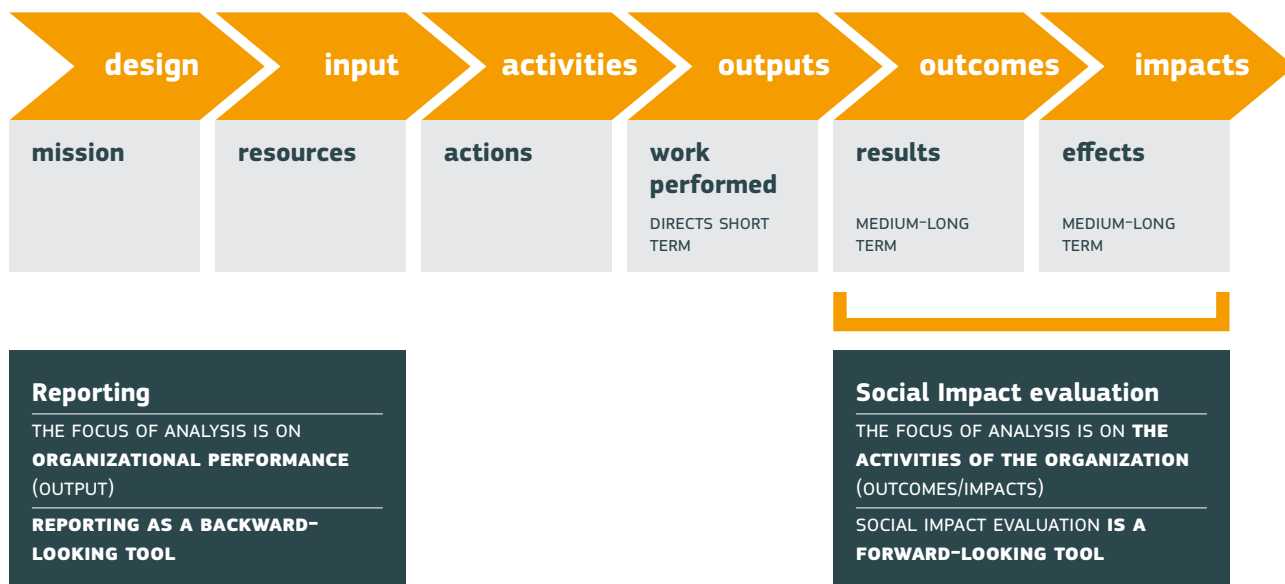 design
input
activities
outputs
outcomes
impacts
mission
resources
actions
work
performed
DIRECTS SHORT
TERM
results
MEDIUM-LONG
TERM
effects
MEDIUM-LONG
TERM
Reporting
THE FOCUS OF ANALYSIS IS ON
ORGANIZATIONAL PERFORMANCE
(OUTPUT)
REPORTING AS A BACKWARD-
LOOKING TOOL
Social Impact evaluation
THE FOCUS OF ANALYSIS IS ON THE
ACTIVITIES OF THE ORGANIZATION
(OUTCOMES/IMPACTS)
SOCIAL IMPACT EVALUATION IS A
FORWARD-LOOKING TOOL